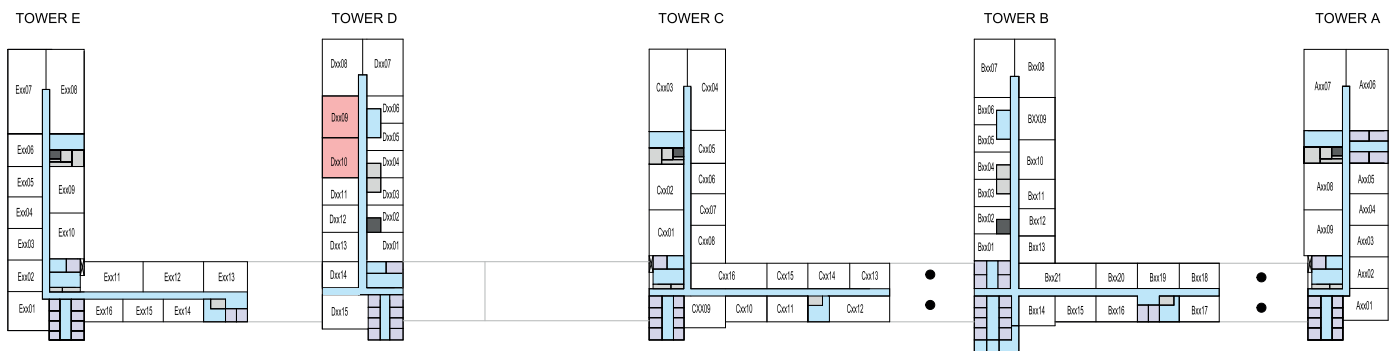 TOWER E
TOWER D
TOWER C
TOWER B
TOWER A
Exx07
Exx08
Exx06
Exx05
Exx09
Exx04
Exx03
Exx10
Exx02
Exx11
Exx12
Exx13
Exx01
Exx16
Exx15
Exx14
Dxx08
Dxx07
Dxx09
Dxx06
Dxx05
Dxx10
Dxx04
Dxx11
Dxx03
Dxx12
Dxx02
Dxx13
Dxx01
Dxx14
Dxx15
Cxx03
Cxx04
Cxx05
Cxx02
Cxx06
Cxx07
Cxx01
Cxx08
Cxx16
Cxx15
Cxx14
Cxx13
CXX09
Cxx10
Cxx11
Cxx12
Bxx07
Bxx08
Bxx06
BXX09
Bxx05
Bxx04
Bxx10
Bxx03
Bxx11
Bxx02
Bxx12
Bxx01
Bxx13
Bxx21
Bxx20
Bxx19
Bxx18
Bxx14
Bxx15
Bxx16
Bxx17
Axx07
Axx06
Axx08
Axx05
Axx04
Axx09
Axx03
Axx02
Axx01